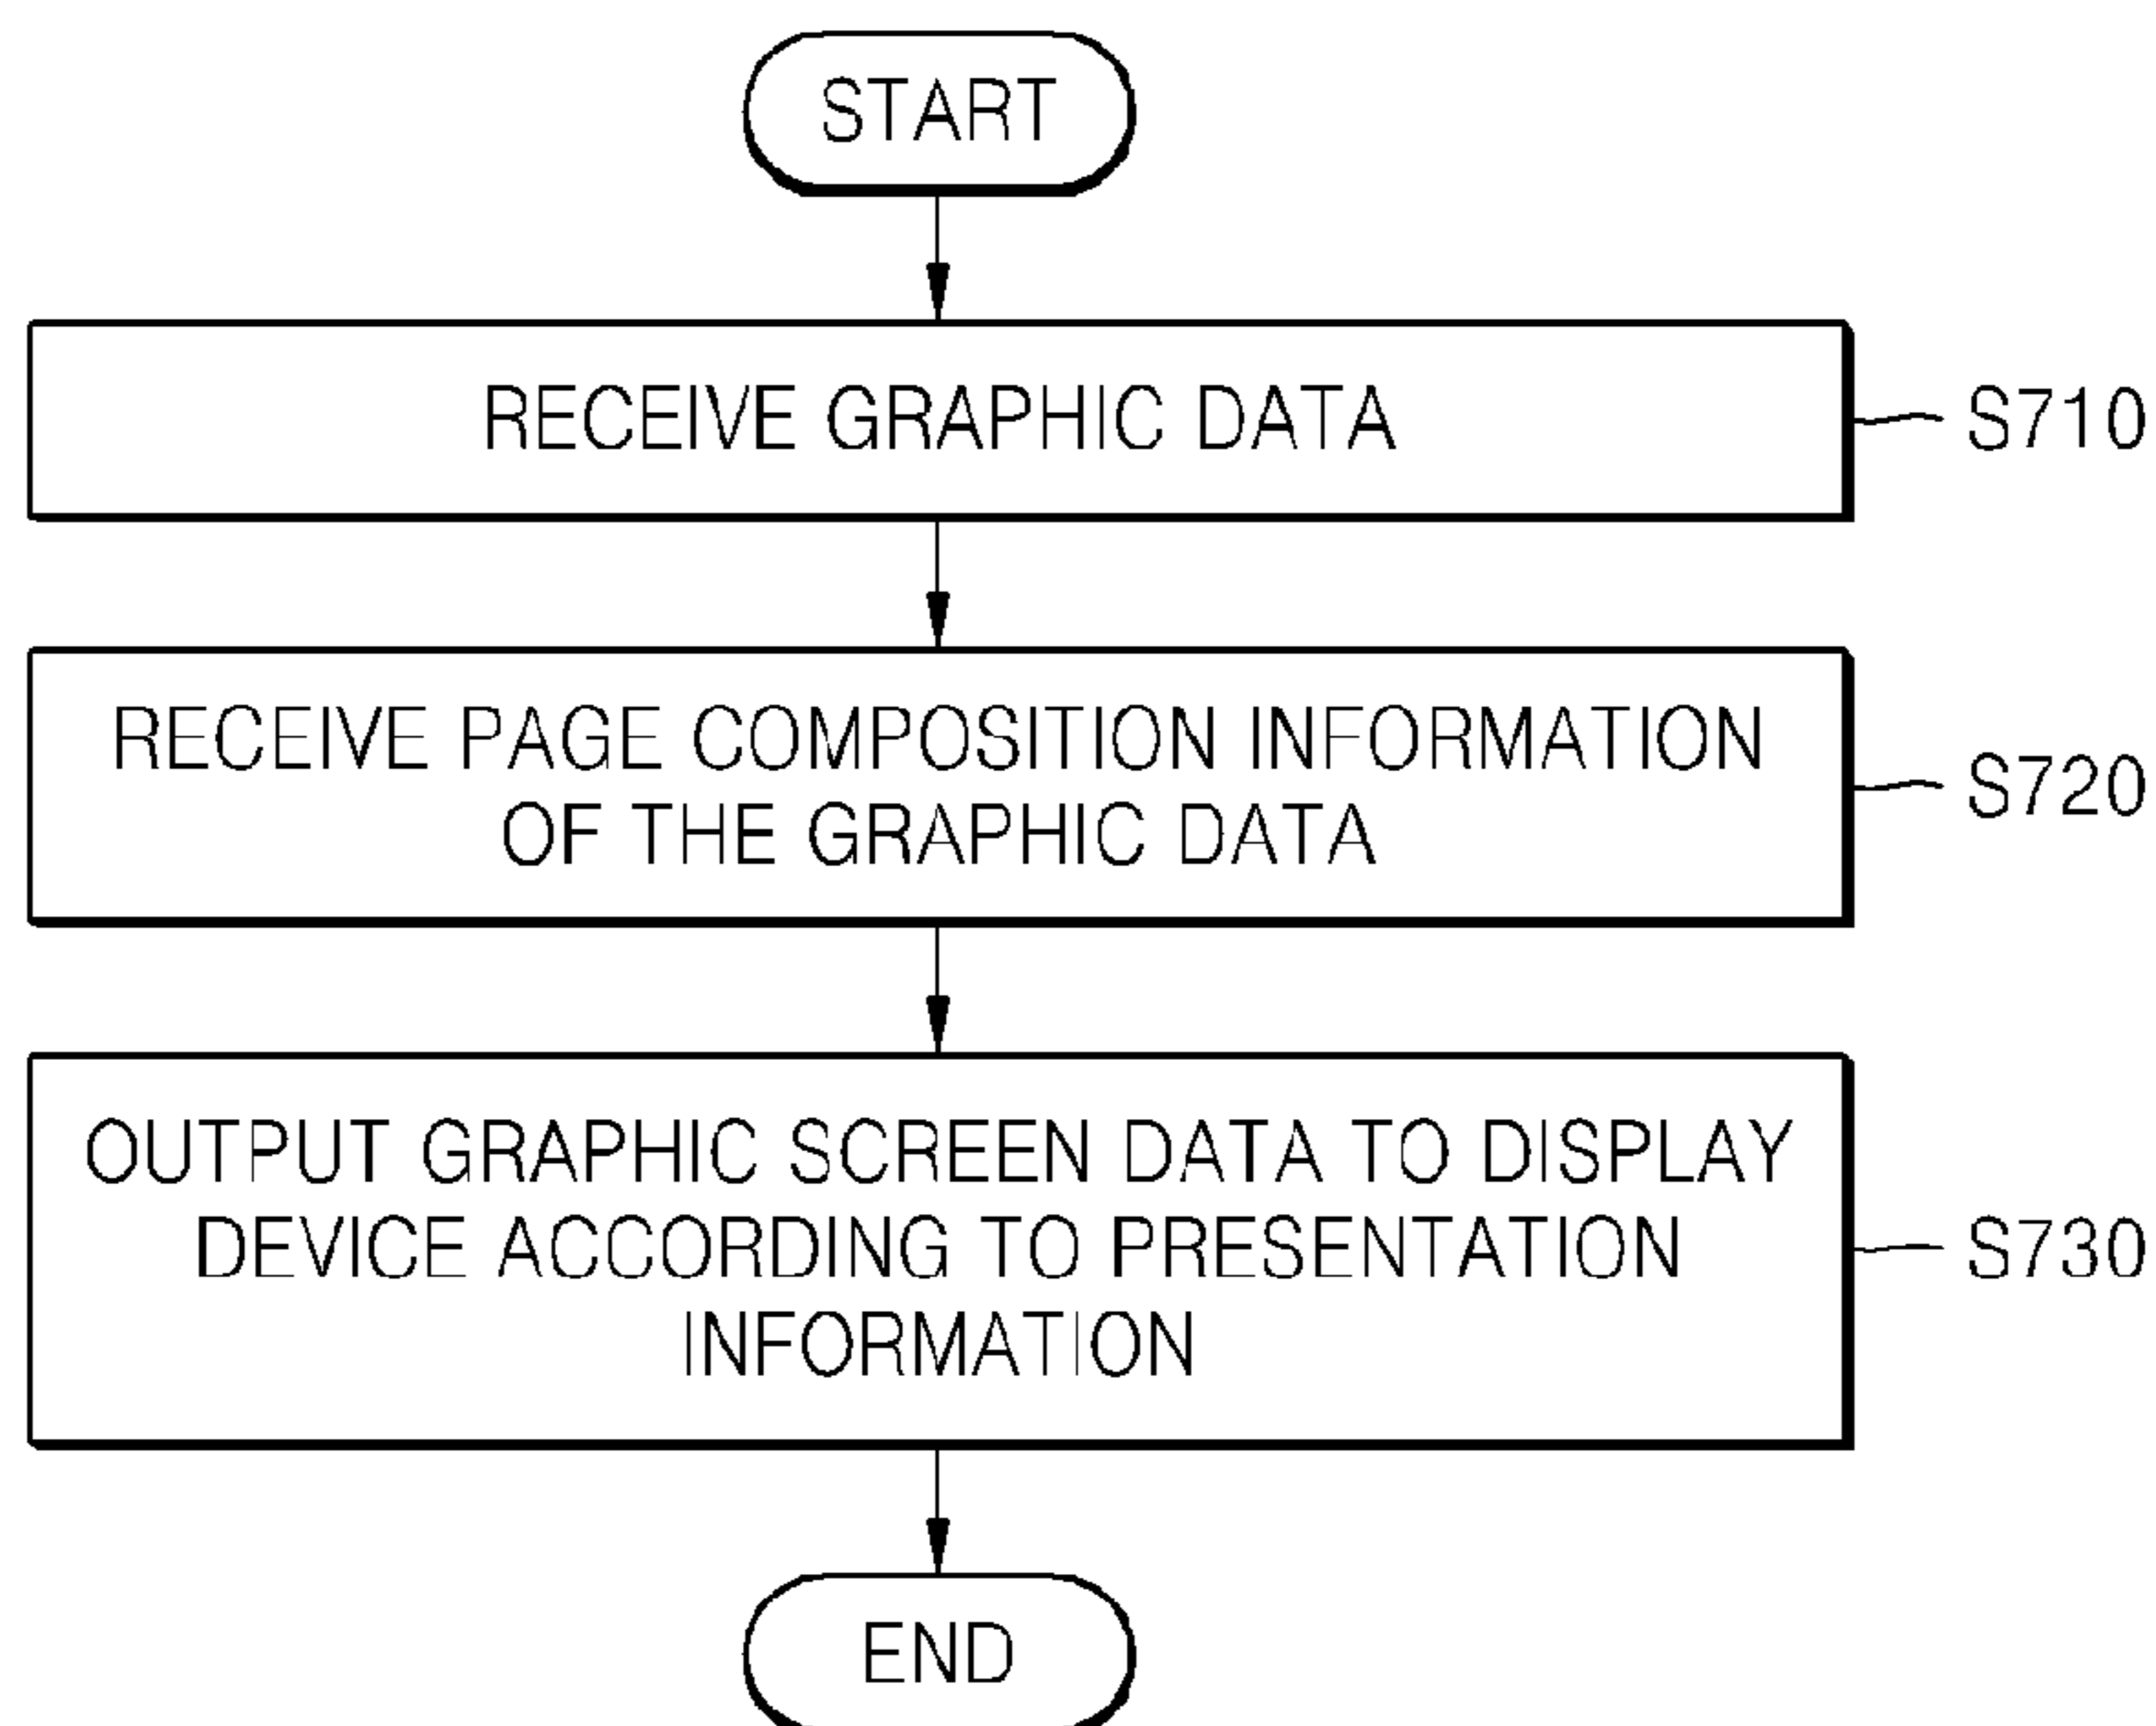 START
RECEIVE GRAPHIC DATA
S710
RECEIVE PAGE COMPOSITION INFORMATION
OF THE GRAPHIC DATA
S720
OUTPUT GRAPHIC SCREEN DATA TO DISPLAY
DEVICE ACCORDING TO PRESENTATION
INFORMATION
S730
END